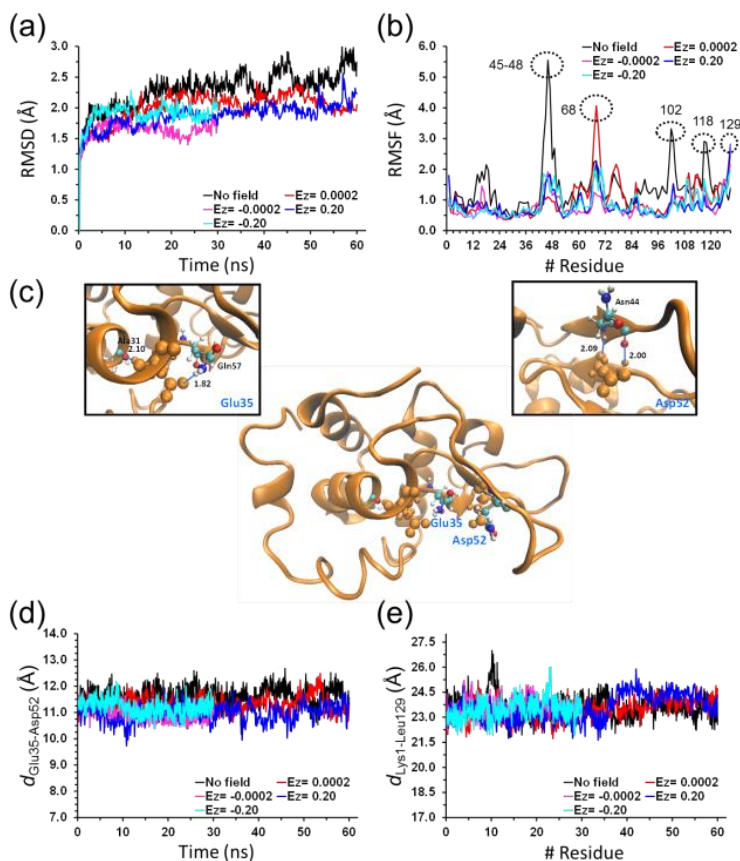 (a)
3.0
2.5
2.0
1.5
1.0
0.5
0.0
RMSD (Å)
0 10 20 30 40 50 60
Time (ns)
No field Ez= 0.0002
Ez= -0.0002 Ez= 0.20
Ez= -0.20
(b)
6.0
5.0
4.0
3.0
2.0
1.0
0.0
RMSF (Å)
0 12 24 36 48 60 72 84 96 108 120
# Residue
No field Ez= 0.0002
Ez= -0.0002 Ez= 0.20
Ez= -0.20
45-48
68
102
118
129
(c)
Ala31
2.10
Gln57
1.82
Glu35
Asn44
2.09
2.00
Asp52
Glu35
Asp52
(d)
14.0
13.0
12.0
11.0
10.0
9.0
8.0
7.0
dGlu35-Asp52 (Å)
0 10 20 30 40 50 60
Time (ns)
No field Ez= 0.0002
Ez= -0.0002 Ez= 0.20
Ez= -0.20
(e)
27.5
26.0
24.5
23.0
21.5
20.0
18.5
17.0
dLys1-Leu129 (Å)
0 10 20 30 40 50 60
# Residue
No field Ez= 0.0002
Ez= -0.0002 Ez= 0.20
Ez= -0.20